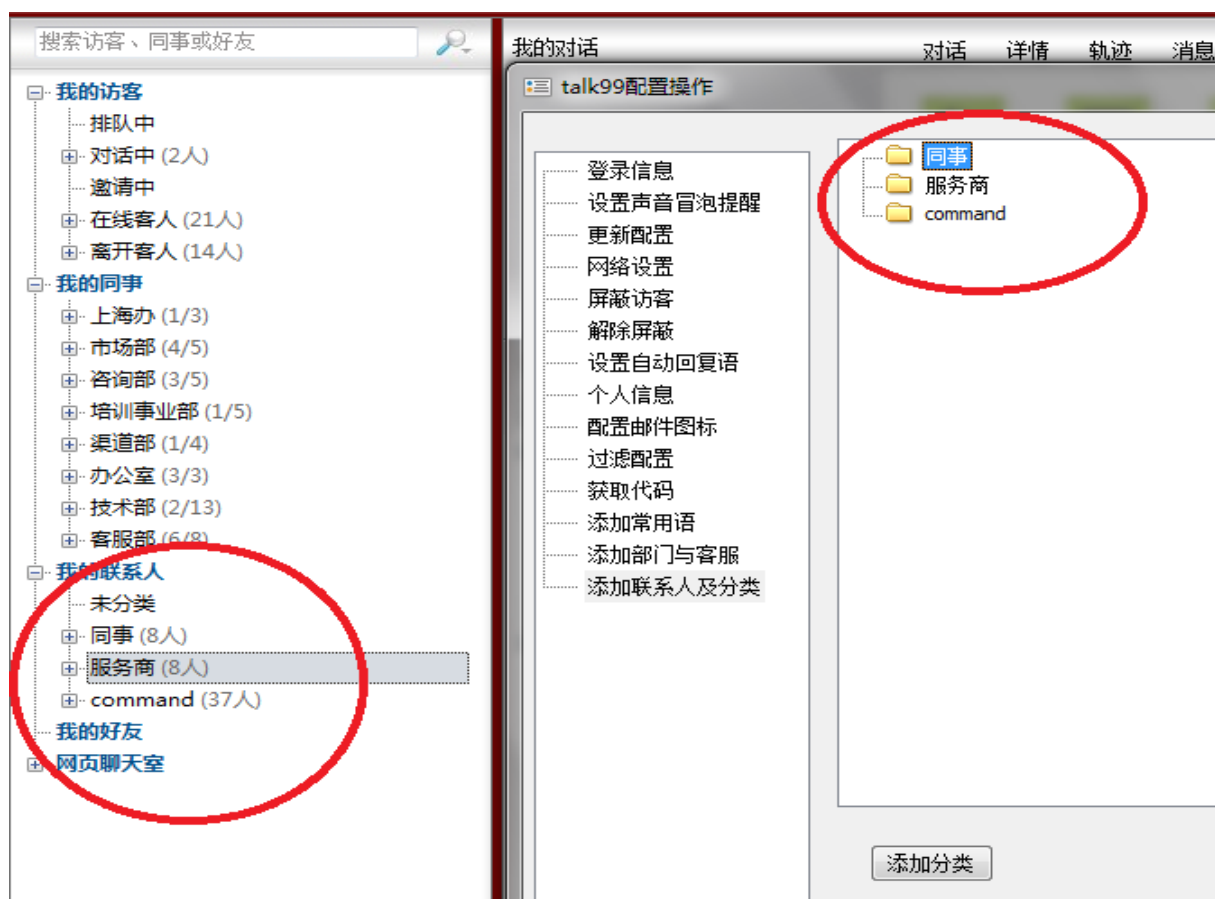 搜索访客、同事或好友
我的访客
排队中
对话中 (2人)
邀请中
在线客人 (21人)
离开客人 (14人)
我的同事
上海办 (1/3)
市场部 (4/5)
咨询部 (3/5)
培训事业部 (1/5)
渠道部 (1/4)
办公室 (3/3)
技术部 (2/13)
客服部 (6/8)
我的联系人
未分类
同事 (8人)
服务商 (8人)
command (37人)
我的好友
网页聊天室
我的对话 对话 详情 轨迹 消息
talk99配置操作
登录信息
设置声音冒泡提醒
更新配置
网络设置
屏蔽访客
解除屏蔽
设置自动回复语
个人信息
配置邮件图标
过滤配置
获取代码
添加常用语
添加部门与客服
添加联系人及分类
同事
服务商
command
添加分类